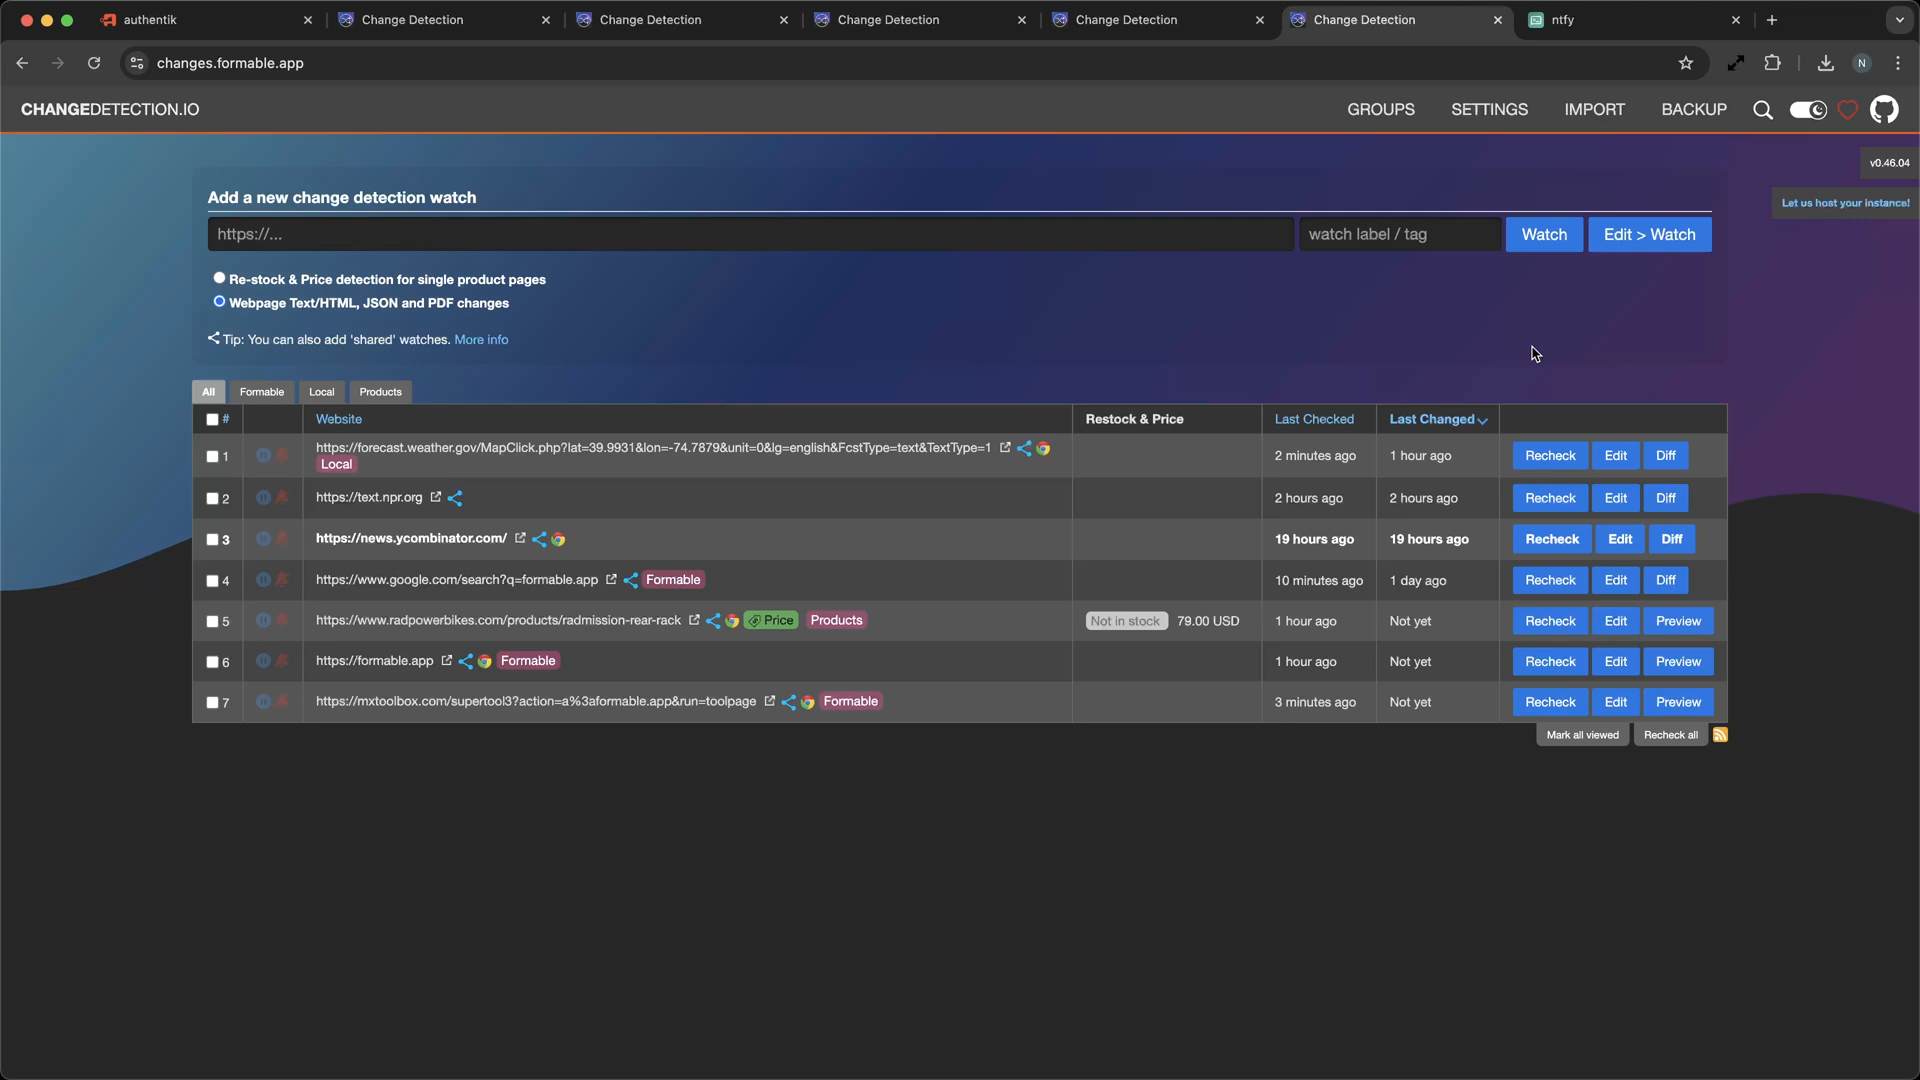 authentik
Change Detection
Change Detection
Change Detection
Change Detection
Change Detection
ntfy
changes.formable.app
N
CHANGEDETECTION.IO
GROUPS
SETTINGS
IMPORT
BACKUP
v0.46.04
Let us host your instance!
Add a new change detection watch
https://...
watch label / tag
Watch
Edit > Watch
Re-stock & Price detection for single product pages
Webpage Text/HTML, JSON and PDF changes
Tip: You can also add 'shared' watches. More info
All
Formable
Local
Products
# Website Restock & Price Last Checked Last Changed
1 https://forecast.weather.gov/MapClick.php?lat=39.9931&lon=-74.7879&unit=0&lg=english&FcstType=text&TextType=1 2 minutes ago 1 hour ago Recheck Edit Diff
Local
2 https://text.npr.org 2 hours ago 2 hours ago Recheck Edit Diff
3 https://news.ycombinator.com/ 19 hours ago 19 hours ago Recheck Edit Diff
4 https://www.google.com/search?q=formable.app Formable 10 minutes ago 1 day ago Recheck Edit Diff
5 https://www.radpowerbikes.com/products/radmission-rear-rack Price Products Not in stock 79.00 USD 1 hour ago Not yet Recheck Edit Preview
6 https://formable.app Formable 1 hour ago Not yet Recheck Edit Preview
7 https://mxtoolbox.com/supertool3?action=a%3aformable.app&run=toolpage Formable 3 minutes ago Not yet Recheck Edit Preview
Mark all viewed
Recheck all